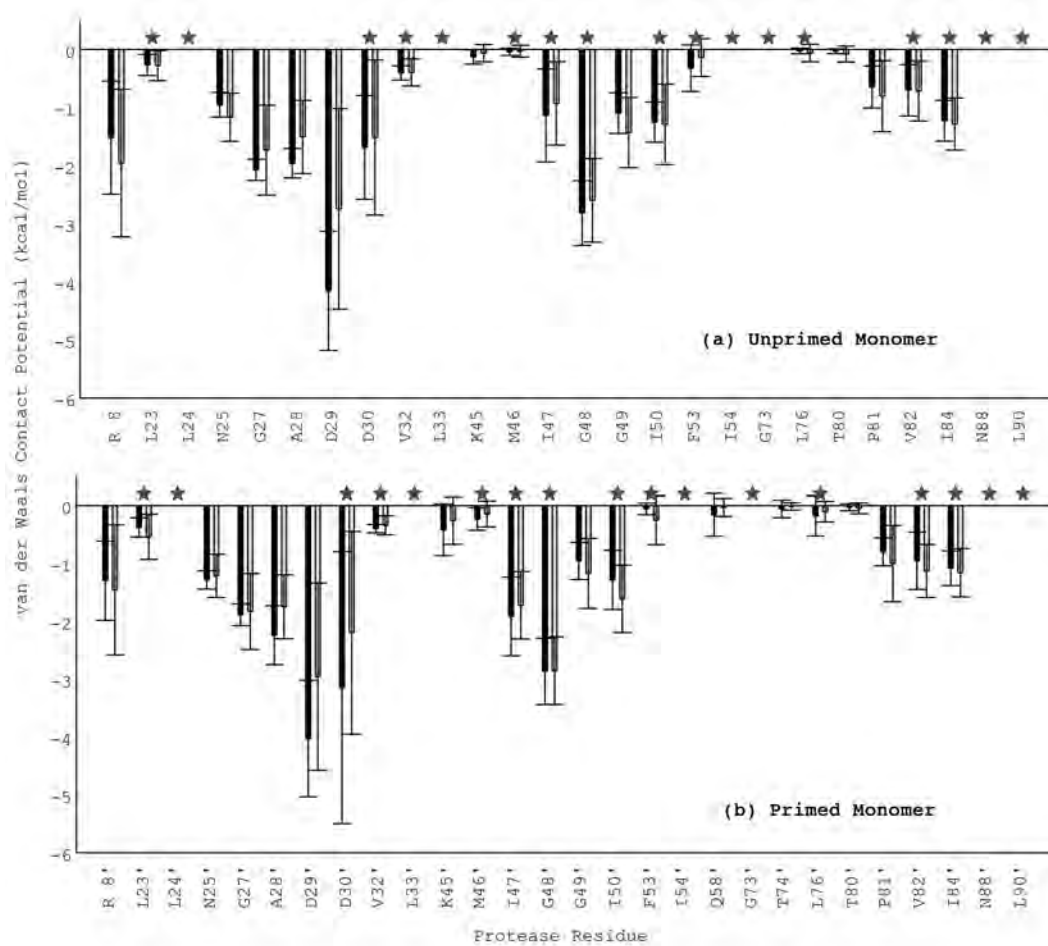 van der Waals Contact Potential (kcal/mol)
0
-1
-2
-3
-4
-5
-6
(a) Unprimed Monomer
R 8
L23
L24
N25
G27
A28
D29
D30
V32
L33
K45
M46
I47
G48
G49
I50
F53
I54
G73
L76
T80
P81
V82
I84
N88
L90
0
-1
-2
-3
-4
-5
-6
(b) Primed Monomer
R 8'
L23'
L24'
N25'
G27'
A28'
D29'
D30'
V32'
L33'
K45'
M46'
I47'
G48'
G49'
I50'
F53'
I54'
Q58'
G73'
T74'
L76'
T80'
P81'
V82'
I84'
N88'
L90'
Protease Residue